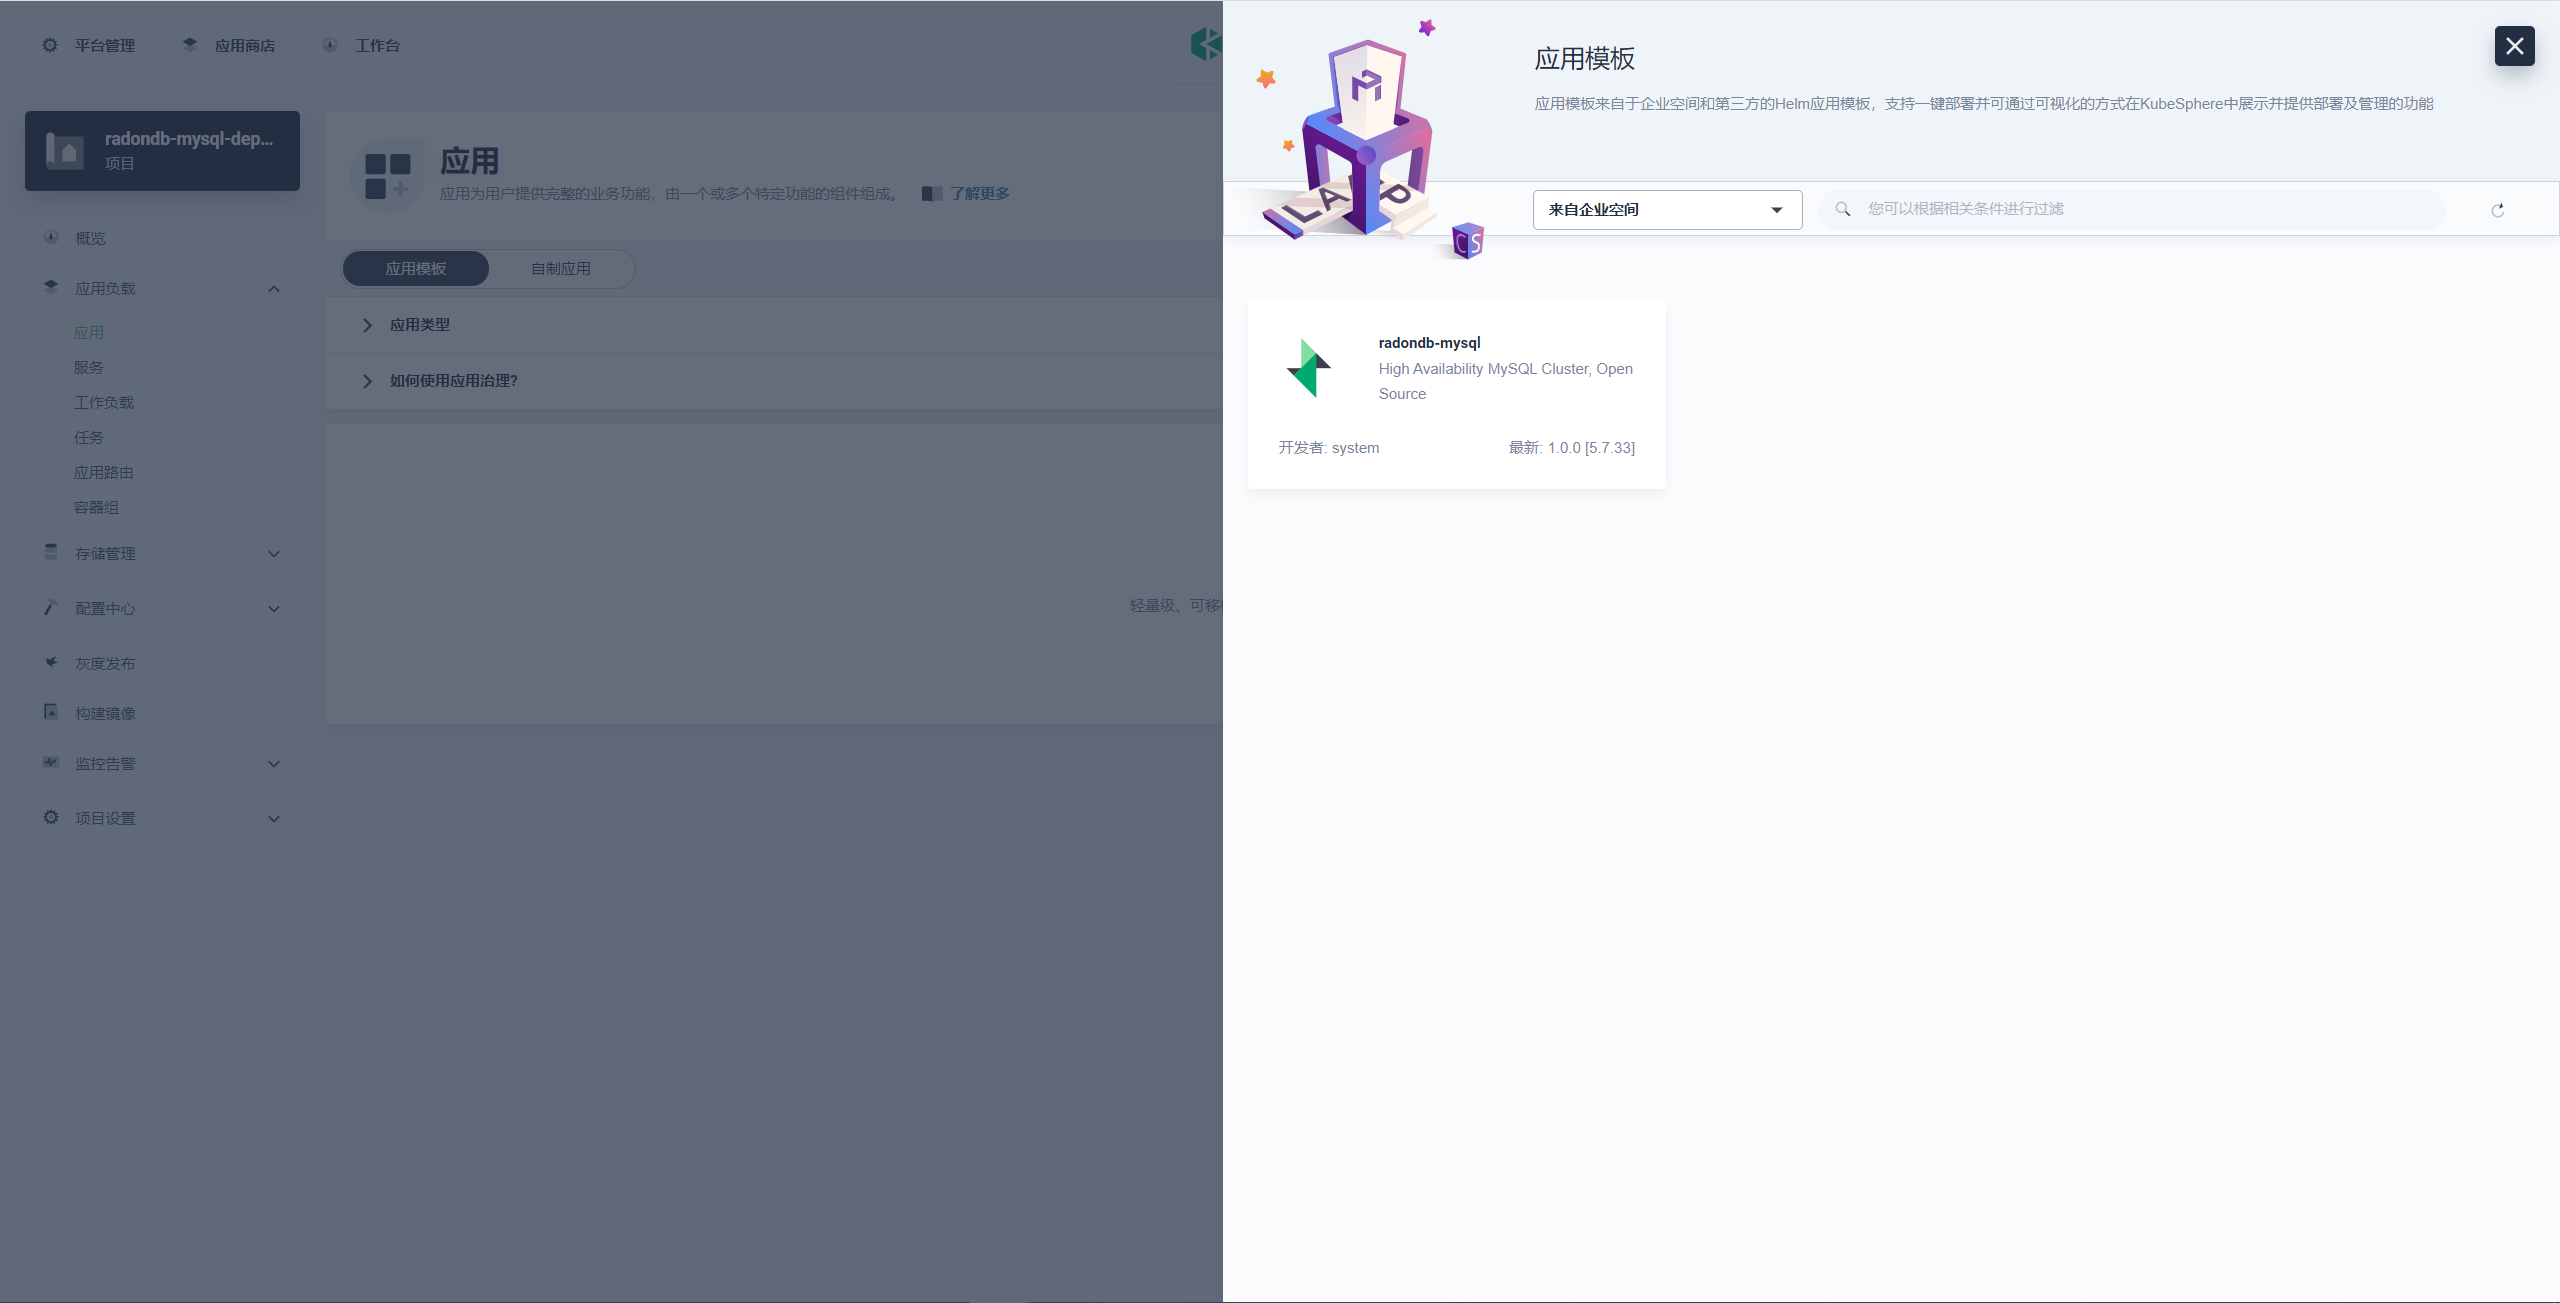 平台管理
应用商店
工作台
radondb-mysql-dep...
项目
概览
应用负载
应用
服务
工作负载
任务
应用路由
容器组
存储管理
配置中心
灰度发布
构建镜像
监控告警
项目设置
应用
应用为用户提供完整的业务功能，由一个或多个特定功能的组件组成。 了解更多
应用模板
自制应用
应用类型
如何使用应用治理?
轻量级、可移
应用模板
应用模板来自于企业空间和第三方的Helm应用模板，支持一键部署并可通过可视化的方式在KubeSphere中展示并提供部署及管理的功能
来自企业空间
您可以根据相关条件进行过滤
radondb-mysql
High Availability MySQL Cluster, Open
Source
开发者: system
最新: 1.0.0 [5.7.33]